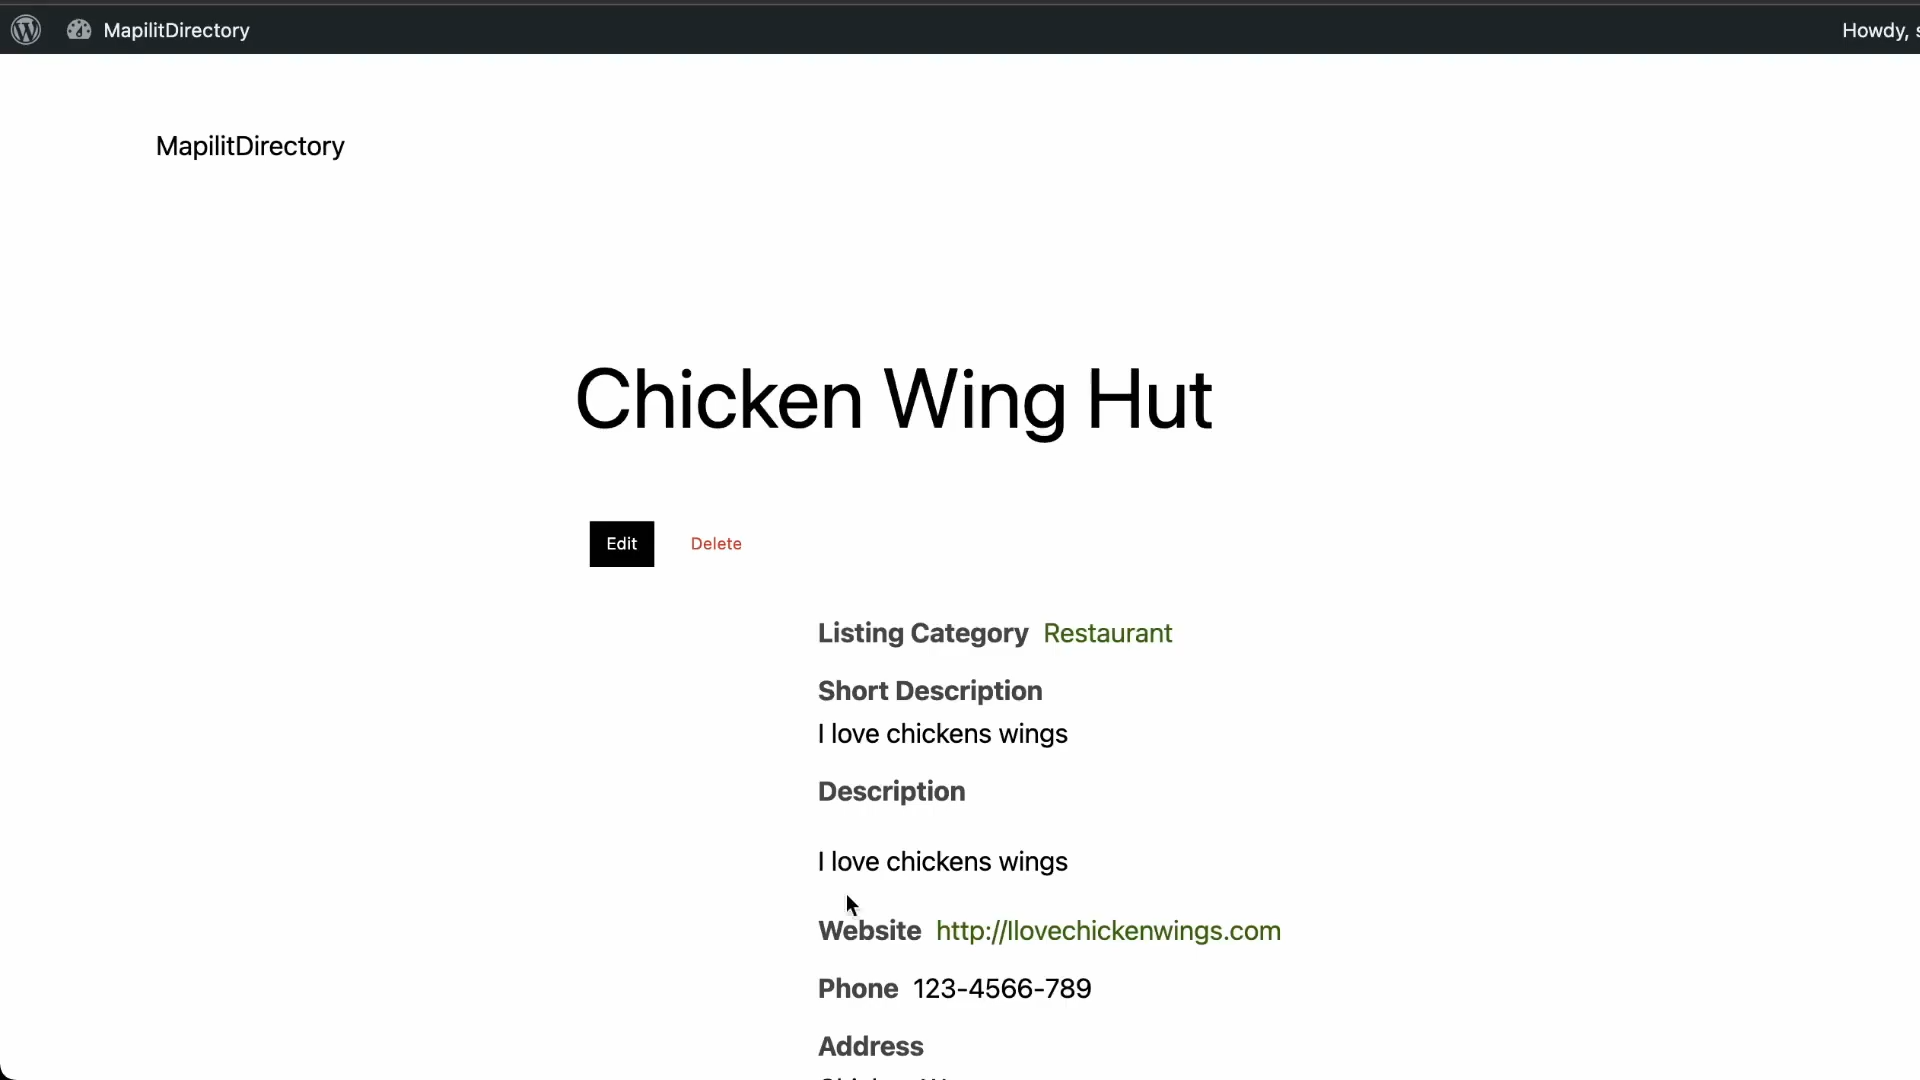 MapilitDirectory
Howdy,
MapilitDirectory
Chicken Wing Hut
Edit
Delete
Listing Category Restaurant
Short Description
I love chickens wings
Description
I love chickens wings
Website http://Ilovechickenwings.com
Phone 123-4566-789
Address